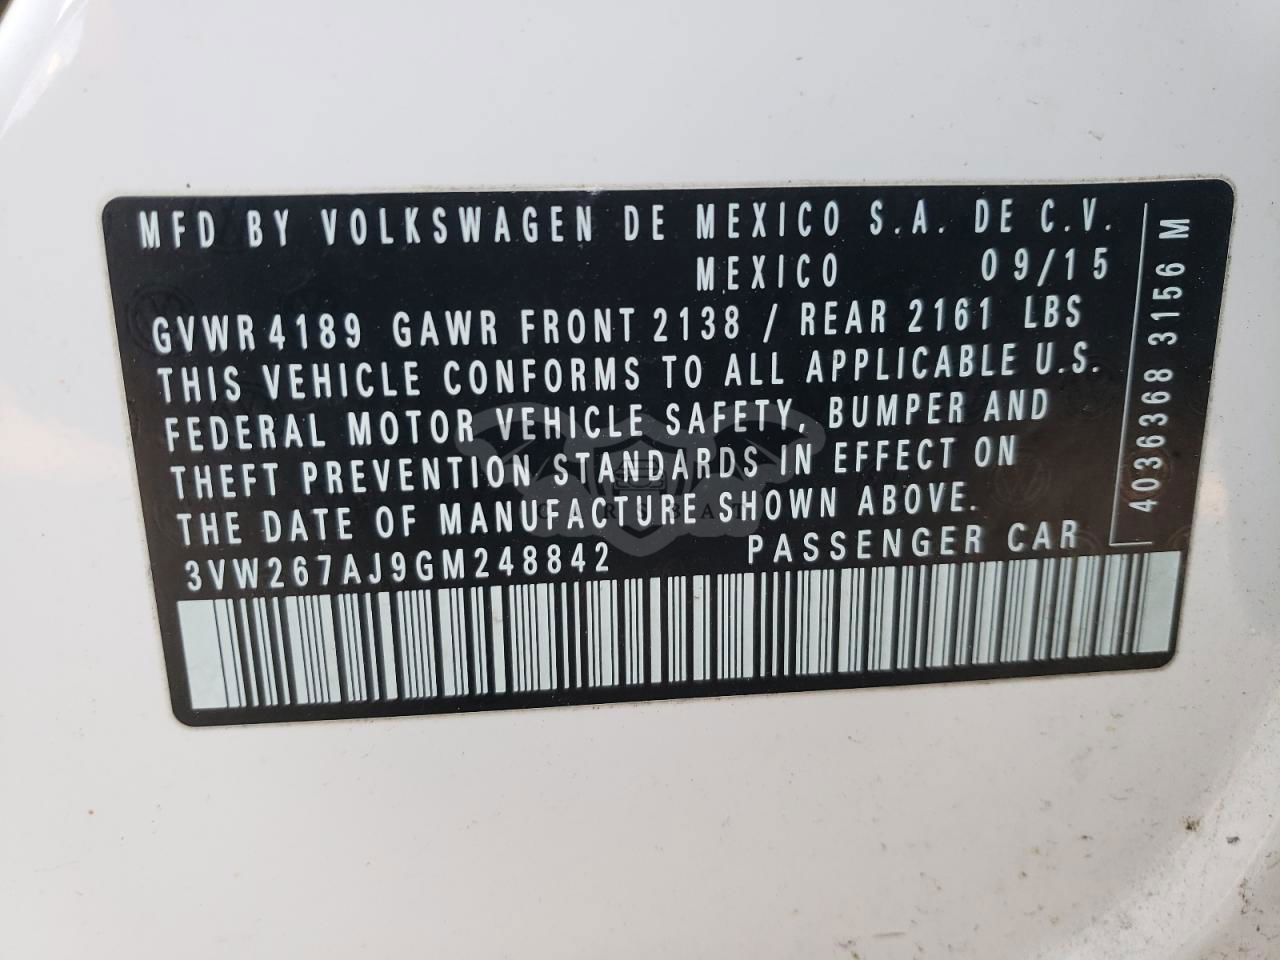 MFD BY VOLKSWAGEN DE MEXICO S.A. DE C.V.
MEXICO 09/15
GVWR 4189 GAWR FRONT 2138 / REAR 2161 LBS
THIS VEHICLE CONFORMS TO ALL APPLICABLE U.S.
FEDERAL MOTOR VEHICLE SAFETY, BUMPER AND
THEFT PREVENTION STANDARDS IN EFFECT ON
THE DATE OF MANUFACTURE SHOWN ABOVE.
3VW267AJ9GM248842 PASSENGER CAR
4036368 3156 M